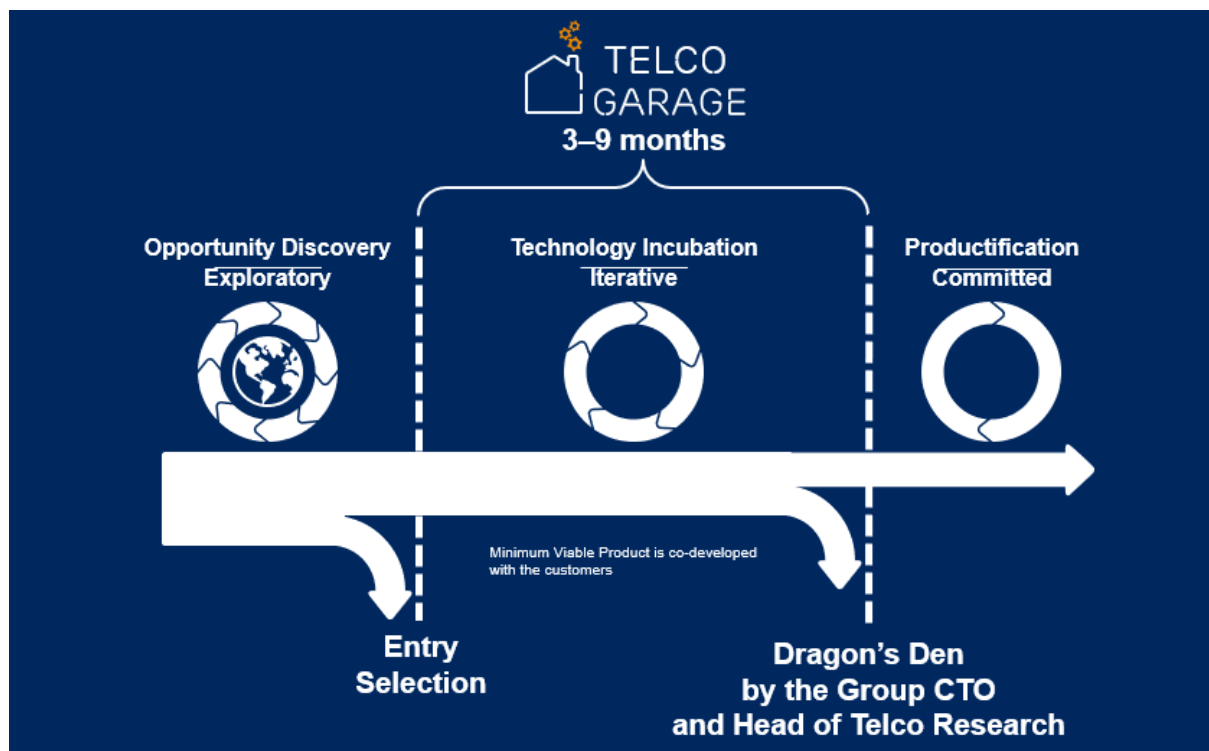 TELCO
GARAGE
3–9 months
Opportunity Discovery
Exploratory
Technology Incubation
Iterative
Productification
Committed
Minimum Viable Product is co-developed
with the customers
Entry
Selection
Dragon’s Den
by the Group CTO
and Head of Telco Research